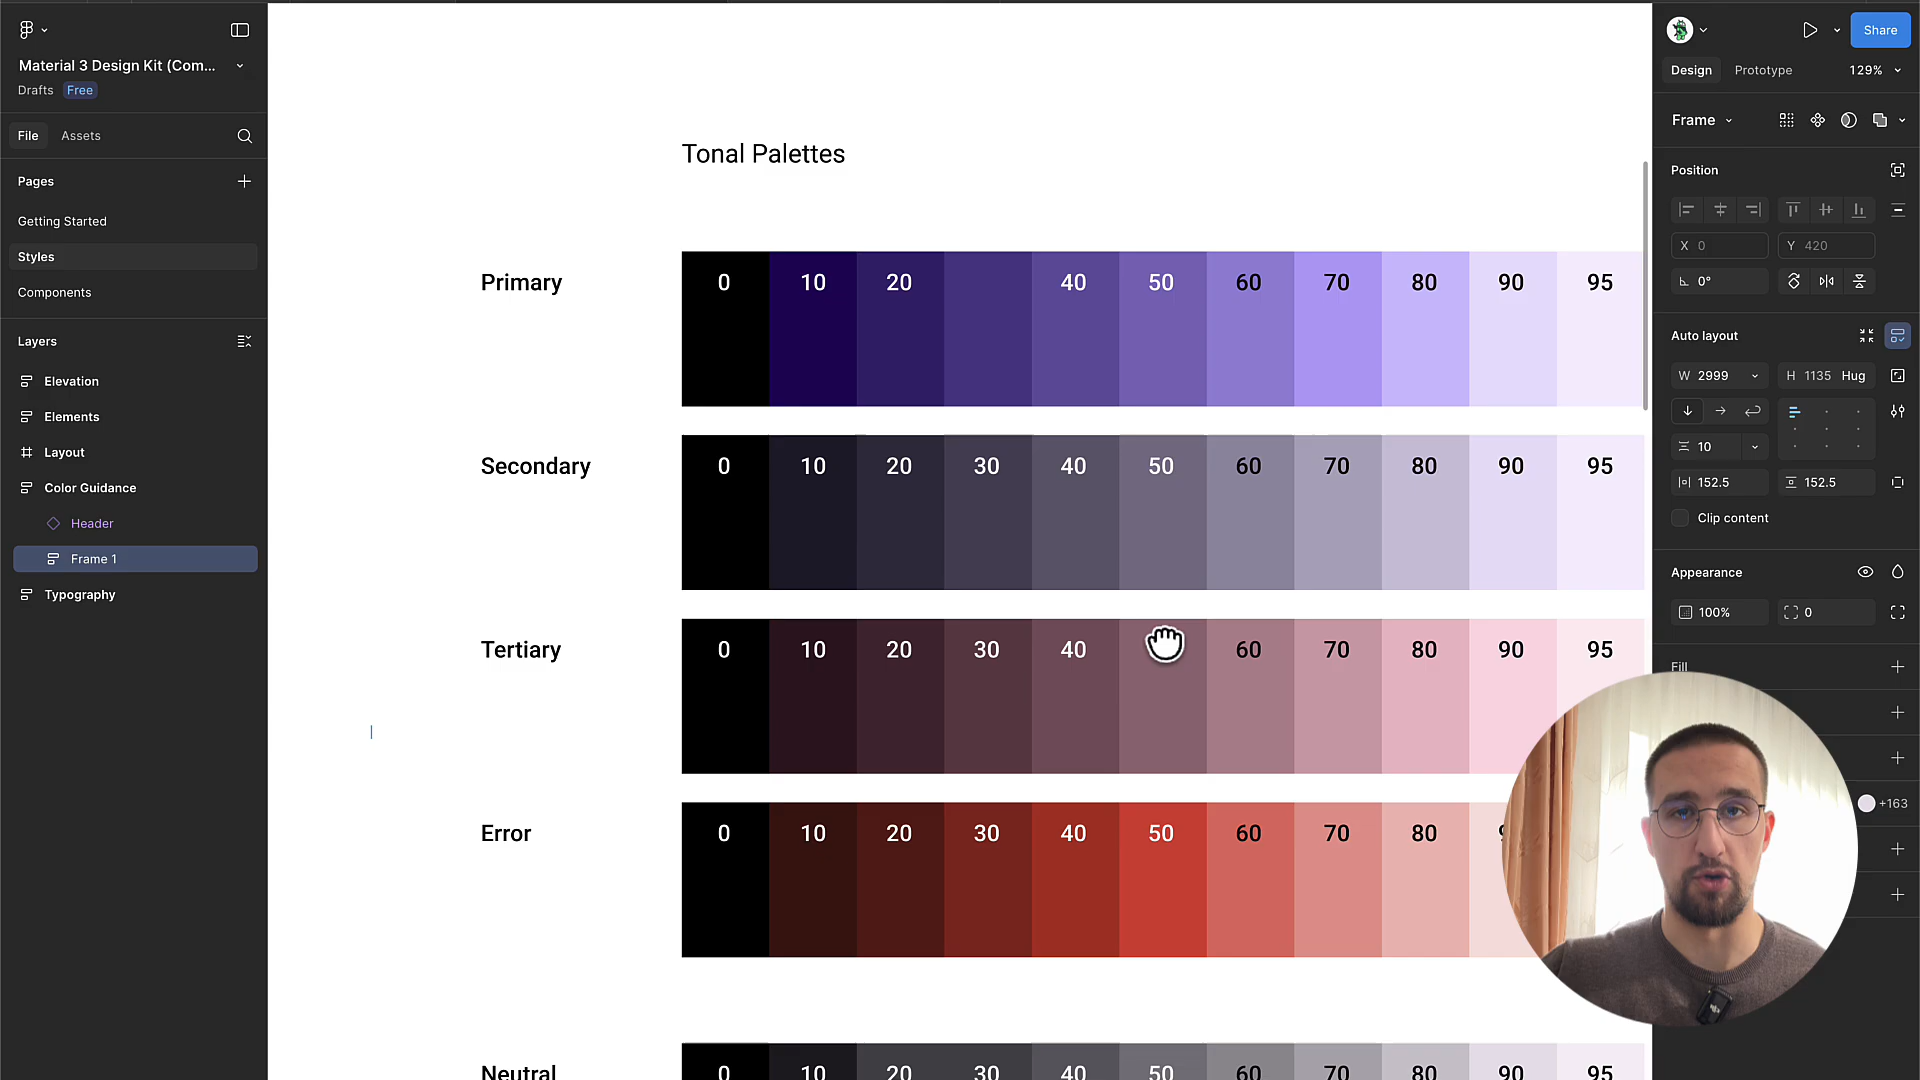 Material 3 Design Kit (Com...
Drafts Free
File Assets
Pages
Getting Started
Styles
Components
Layers
Elevation
Elements
Layout
Color Guidance
Header
Frame 1
Typography
Tonal Palettes
Primary 0 10 20 40 50 60 70 80 90 95
Secondary 0 10 20 30 40 50 60 70 80 90 95
Tertiary 0 10 20 30 40 60 70 80 90 95
Error 0 10 20 30 40 50 60 70 80
Neutral 0 10 20 30 40 50 60 70 80 90 95
Share
Design Prototype 129%
Frame
Position
X 0 Y 420
0°
Auto layout
W 2999 H 1135 Hug
10
152.5 152.5
Clip content
Appearance
100% 0
Fill
+163